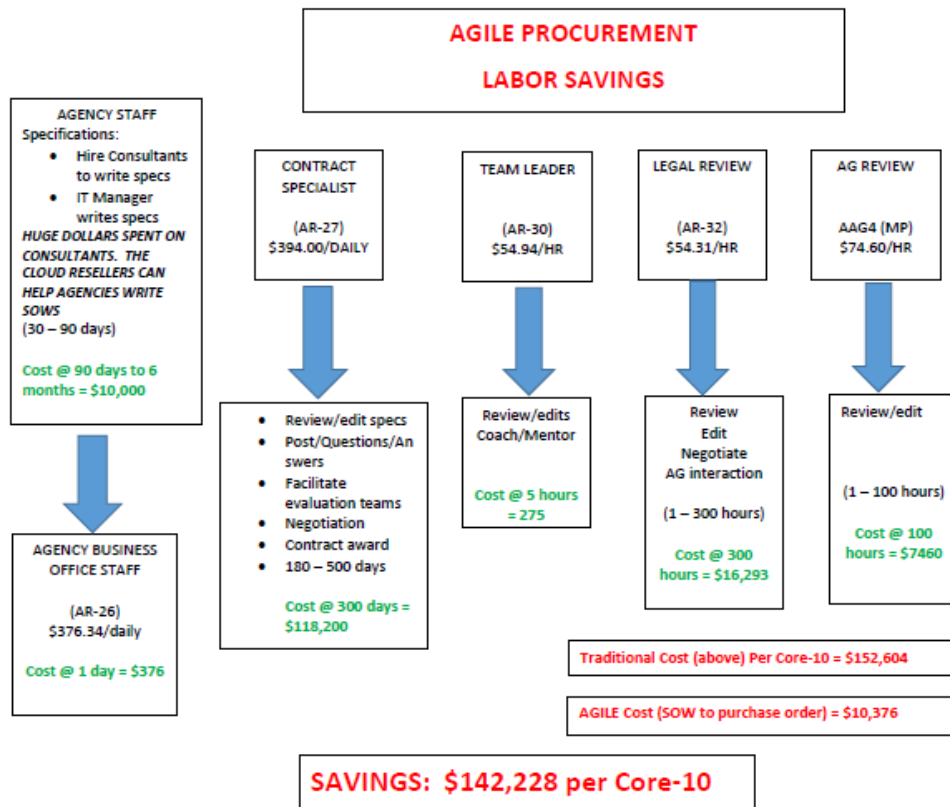 AGILE PROCUREMENT
LABOR SAVINGS
AGENCY STAFF
Specifications:
• Hire Consultants
to write specs
• IT Manager
writes specs
HUGE DOLLARS SPENT ON
CONSULTANTS. THE
CLOUD RESELLERS CAN
HELP AGENCIES WRITE
SOWS
(30 – 90 days)
Cost @ 90 days to 6
months = $10,000
AGENCY BUSINESS
OFFICE STAFF
(AR-26)
$376.34/daily
Cost @ 1 day = $376
CONTRACT
SPECIALIST
(AR-27)
$394.00/DAILY
• Review/edit specs
• Post/Questions/An
swers
• Facilitate
evaluation teams
• Negotiation
• Contract award
• 180 – 500 days
Cost @ 300 days =
$118,200
TEAM LEADER
(AR-30)
$54.94/HR
Review/edits
Coach/Mentor
Cost @ 5 hours
= 275
LEGAL REVIEW
(AR-32)
$54.31/HR
Review
Edit
Negotiate
AG interaction
(1 – 300 hours)
Cost @ 300
hours = $16,293
AG REVIEW
AAG4 (MP)
$74.60/HR
Review/edit
(1 – 100 hours)
Cost @ 100
hours = $7460
Traditional Cost (above) Per Core-10 = $152,604
AGILE Cost (SOW to purchase order) = $10,376
SAVINGS: $142,228 per Core-10